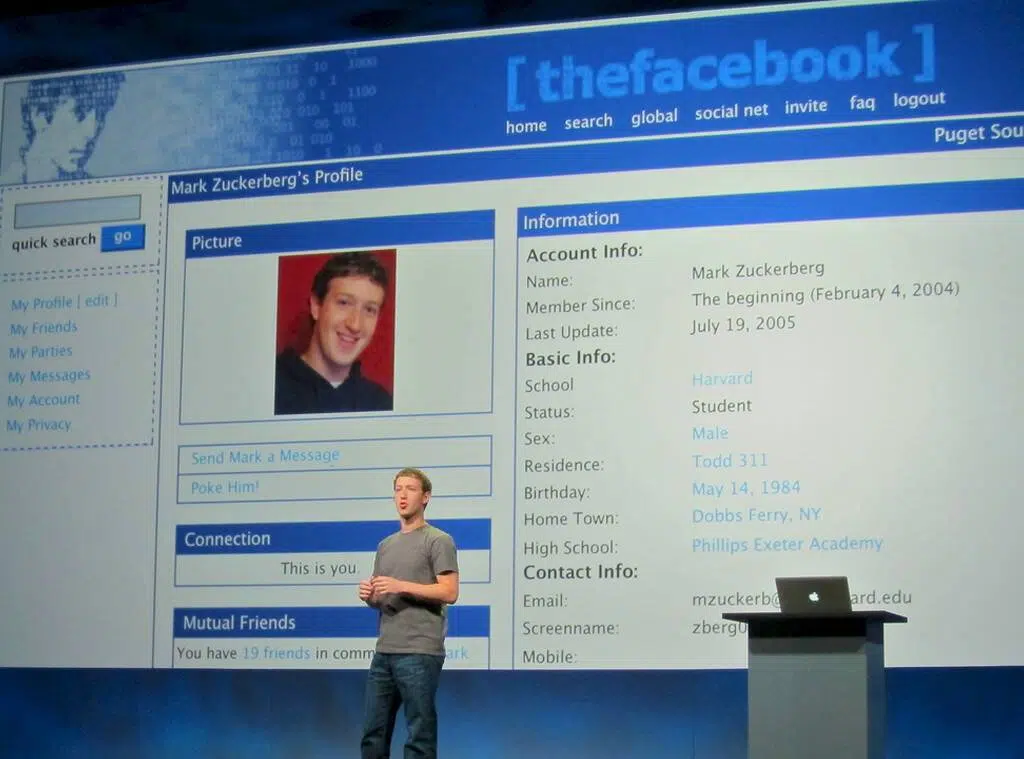 [ thefacebook ]
home search global social net invite faq logout
Puget Sou
Mark Zuckerberg's Profile
quick search go
My Profile [ edit ]
My Friends
My Parties
My Messages
My Account
My Privacy
Picture
Send Mark a Message
Poke Him!
Connection
This is you.
Mutual Friends
You have 19 friends in comm ark
Information
Account Info:
Name: Mark Zuckerberg
Member Since: The beginning (February 4, 2004)
Last Update: July 19, 2005
Basic Info:
School Harvard
Status: Student
Sex: Male
Residence: Todd 311
Birthday: May 14, 1984
Home Town: Dobbs Ferry, NY
High School: Phillips Exeter Academy
Contact Info:
Email: mzuckerb@ ard.edu
Screenname: zberg0
Mobile: